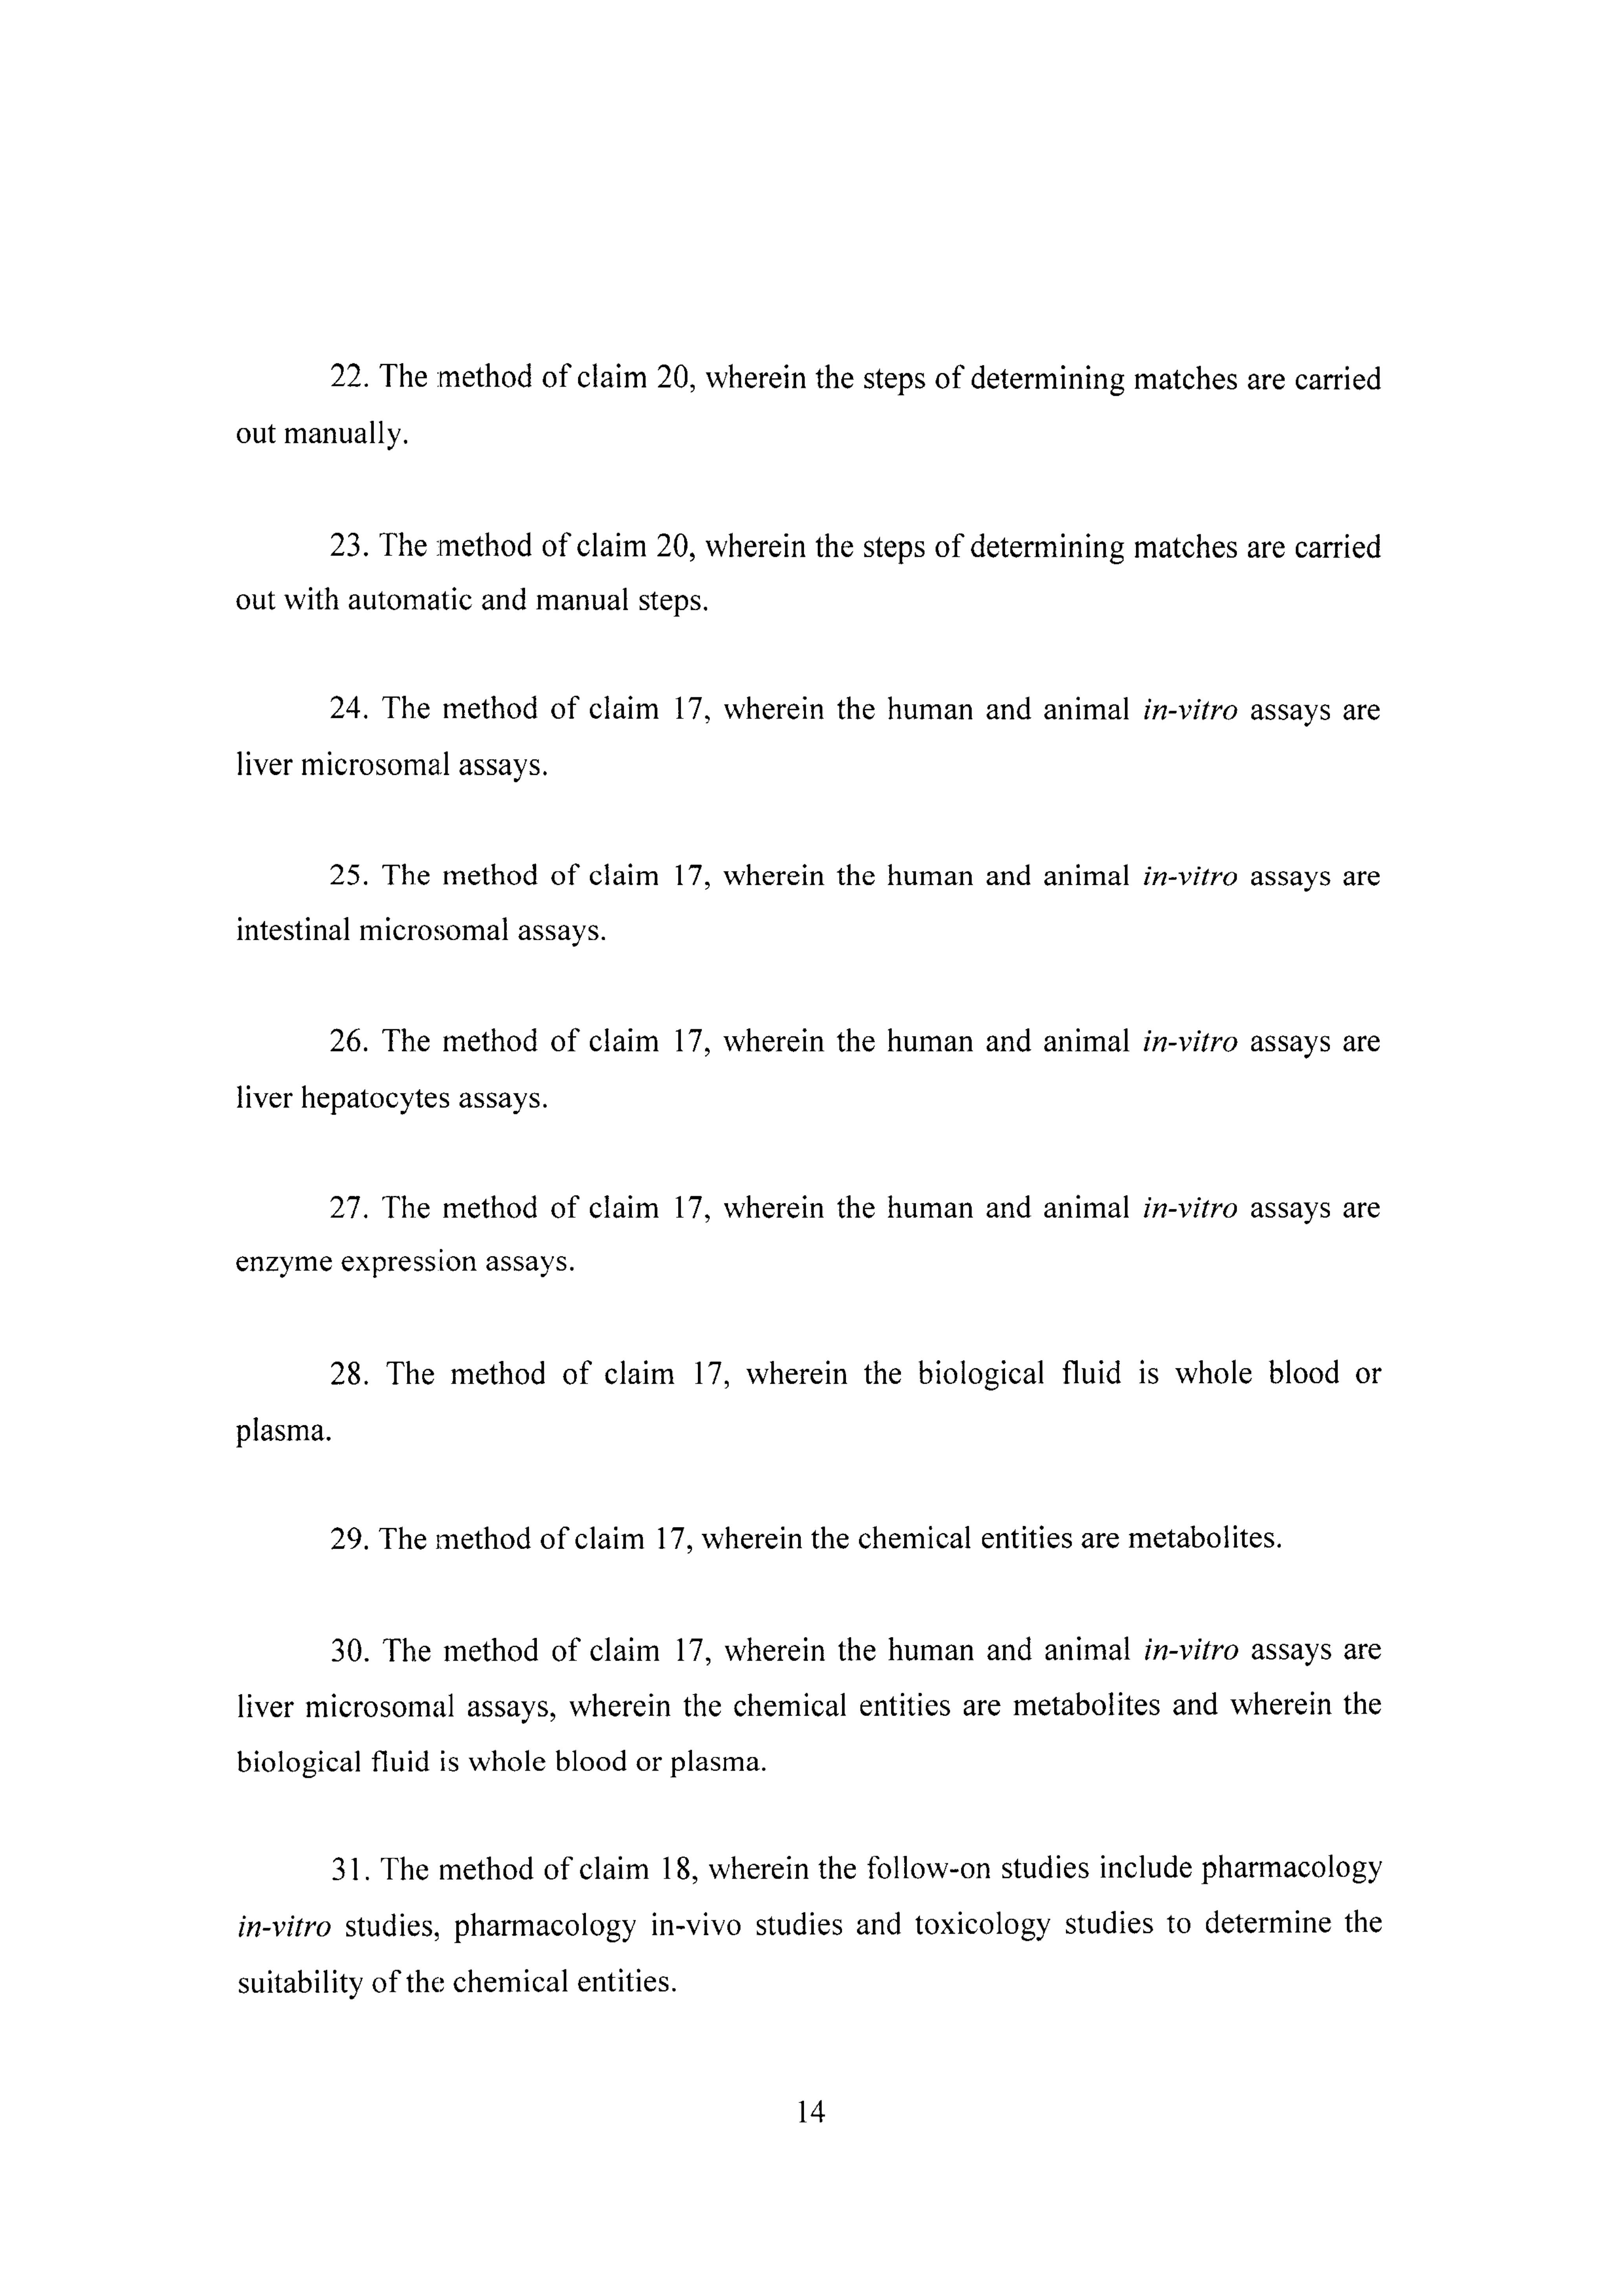 22. The method of claim 20, wherein the steps of determining matches are carried
out manually.
23. The method of claim 20, wherein the steps of determining matches are carried
out with automatic and manual steps.
24. The method of claim 17, wherein the human and animal in-vitro assays are
liver microsomal assays.
25. The method of claim 17, wherein the human and animal in-vitro assays are
intestinal microsomal assays.
26. The method of claim 17, wherein the human and animal in-vitro assays are
liver hepatocytes assays.
27. The method of claim 17, wherein the human and animal in-vitro assays are
enzyme expression assays.
28. The method of claim 17, wherein the biological fluid is whole blood or
plasma.
29. The method of claim 17, wherein the chemical entities are metabolites.
30. The method of claim 17, wherein the human and animal in-vitro assays are
liver microsomal assays, wherein the chemical entities are metabolites and wherein the
biological fluid is whole blood or plasma.
31. The method of claim 18, wherein the follow-on studies include pharmacology
in-vitro studies, pharmacology in-vivo studies and toxicology studies to determine the
suitability of the chemical entities.
14